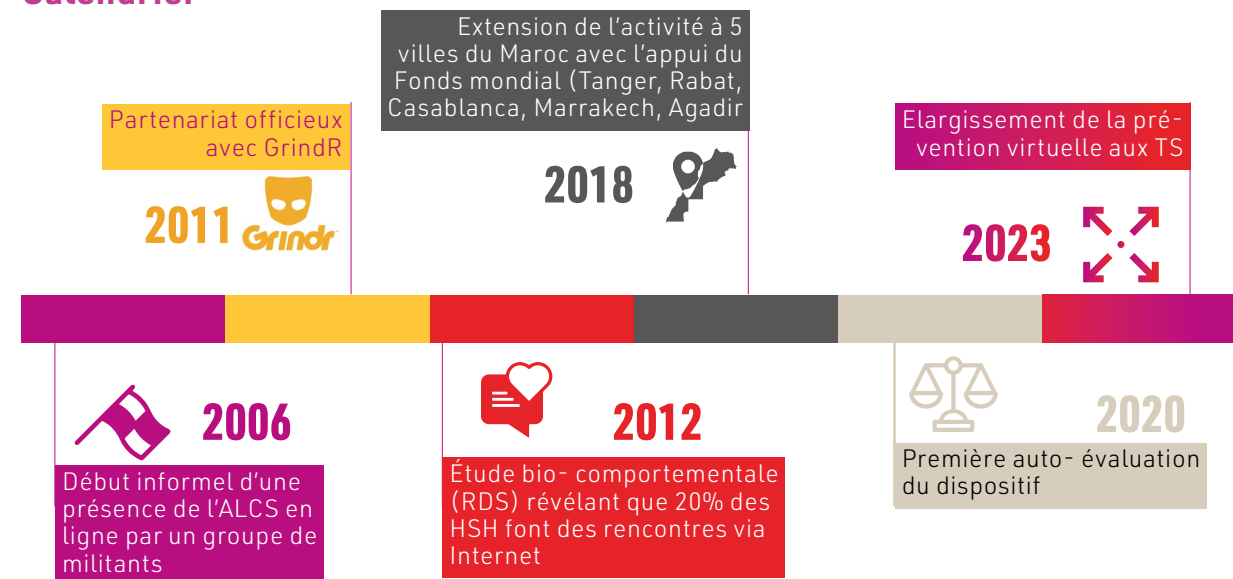 Calendrier
Partenariat officieux
avec GrindR
2011
Grindr
Extension de l’activité à 5
villes du Maroc avec l’appui du
Fonds mondial (Tanger, Rabat,
Casablanca, Marrakech, Agadir
2018
Elargissement de la pré-
vention virtuelle aux TS
2023
2006
Début informel d’une
présence de l’ALCS en
ligne par un groupe de
militants
2012
Étude bio- comportementale
(RDS) révélant que 20% des
HSH font des rencontres via
Internet
2020
Première auto- évaluation
du dispositif